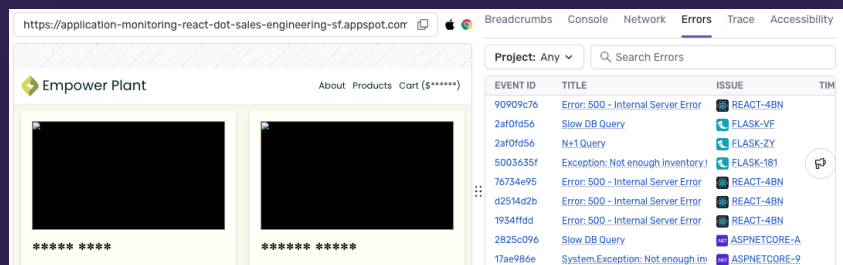 https://application-monitoring-react-dot-sales-engineering-sf.appspot.com
Empower Plant
About Products Cart ($******)
***** ****
****** *****
Breadcrumbs Console Network Errors Trace Accessibility
Project: Any
Search Errors
EVENT ID TITLE ISSUE TIM
90909c76 Error: 500 - Internal Server Error REACT-4BN
2af0fd56 Slow DB Query FLASK-VF
2af0fd56 N+1 Query FLASK-ZY
5003635f Exception: Not enough inventory f FLASK-181
76734e95 Error: 500 - Internal Server Error REACT-4BN
d2514d2b Error: 500 - Internal Server Error REACT-4BN
1934ffdd Error: 500 - Internal Server Error REACT-4BN
2825c096 Slow DB Query ASPNETCORE-A
17ae986e System.Exception: Not enough inv ASPNETCORE-9